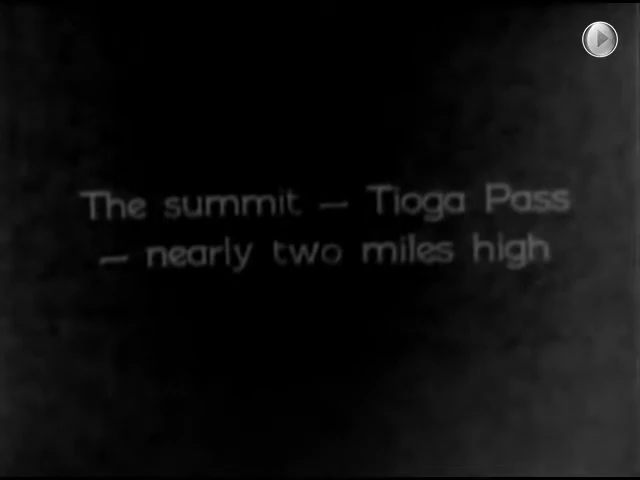 The summit — Tioga Pass
— nearly two miles high